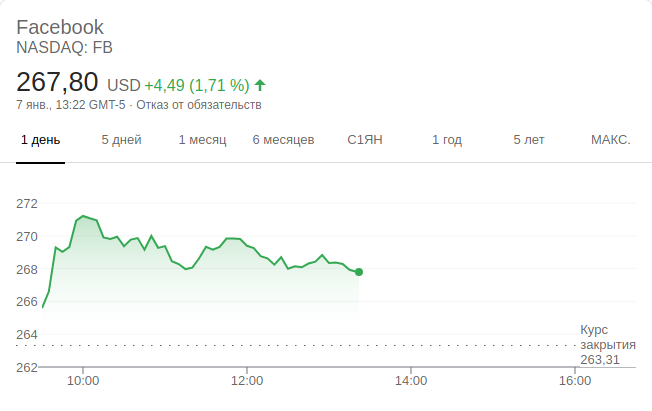 Facebook
NASDAQ: FB
267,80 USD +4,49 (1,71 %)
7 янв., 13:22 GMT-5 · Отказ от обязательств
1 день 5 дней 1 месяц 6 месяцев С1ЯН 1 год 5 лет МАКС.
272
270
268
266
264
262
Курс
закрытия
263,31
10:00 12:00 14:00 16:00